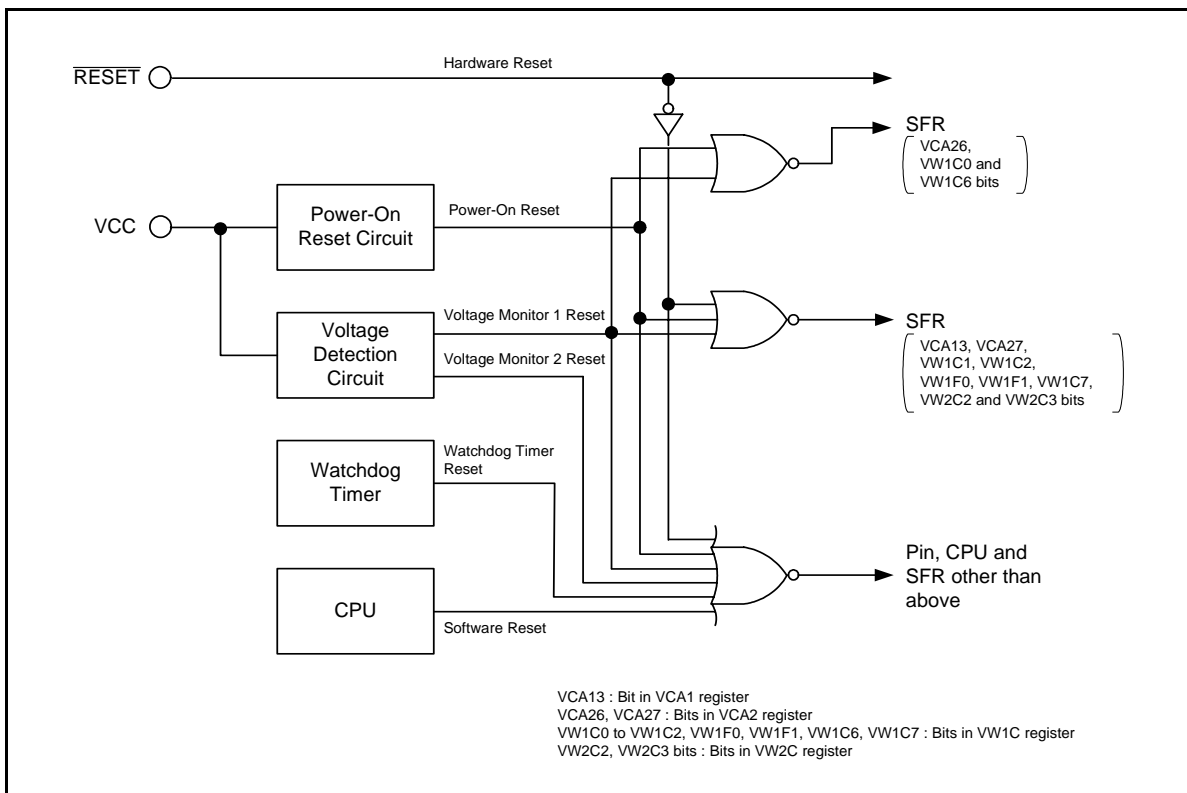 RESET
Hardware Reset
SFR
VCA26,
VW1C0 and
VW1C6 bits
VCC
Power-On
Reset Circuit
Power-On Reset
Voltage
Detection
Circuit
Voltage Monitor 1 Reset
Voltage Monitor 2 Reset
SFR
VCA13, VCA27,
VW1C1, VW1C2,
VW1F0, VW1F1, VW1C7,
VW2C2 and VW2C3 bits
Watchdog
Timer
Watchdog Timer
Reset
Pin, CPU and
SFR other than
above
CPU
Software Reset
VCA13 : Bit in VCA1 register
VCA26, VCA27 : Bits in VCA2 register
VW1C0 to VW1C2, VW1F0, VW1F1, VW1C6, VW1C7 : Bits in VW1C register
VW2C2, VW2C3 bits : Bits in VW2C register